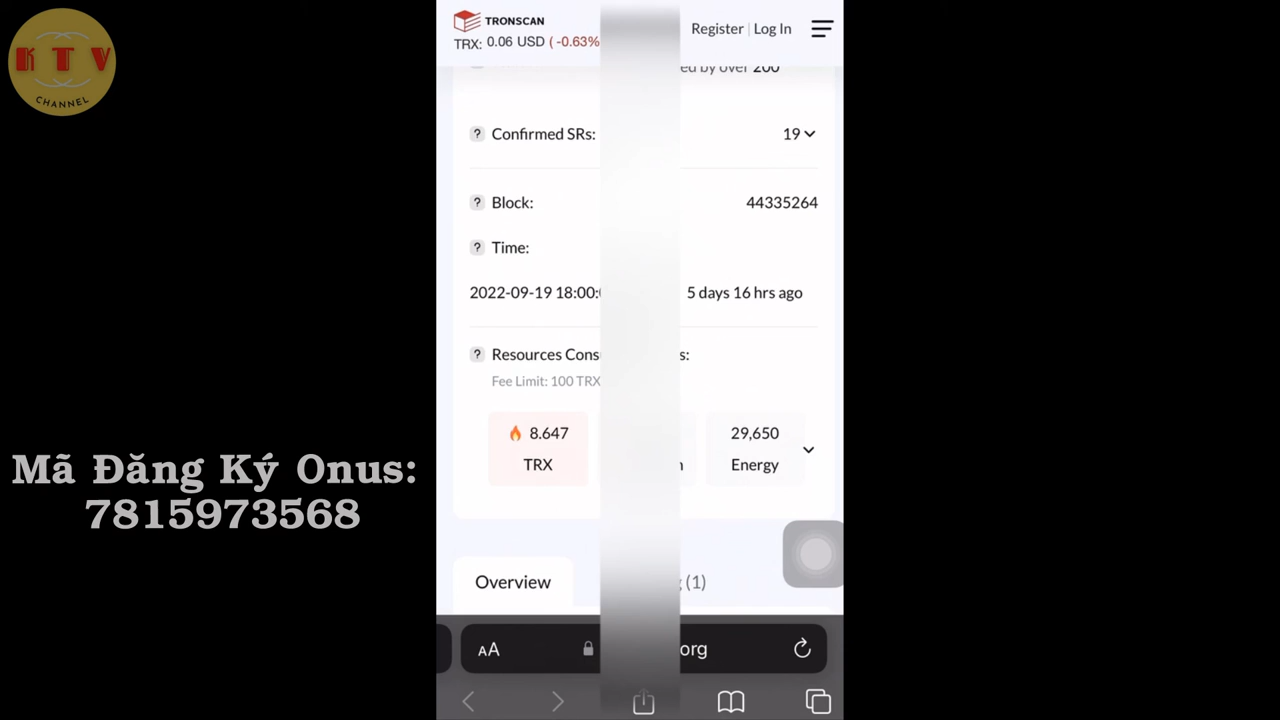 KTV
CHANNEL
TRONSCAN
TRX: 0.06 USD (-0.63%
Register | Log In
by over 200
? Confirmed SRs:
19
? Block:
44335264
? Time:
2022-09-19 18:00:
5 days 16 hrs ago
? Resources
Fee Limit: 100 TRX
8.647
TRX
29,650
Energy
Mã Đăng Ký Onus:
7815973568
Overview
(1)
AA
org